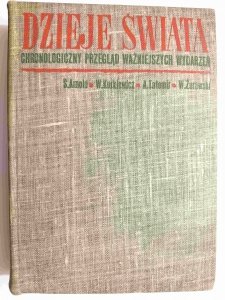 DZIEJE ŚWIATA
CHRONOLOGICZNY PRZEGLĄD WAŻNIEJSZYCH WYDARZEŃ
S. Arnold • W. Kurkiewicz • A. Tatomir • W. Żurawski